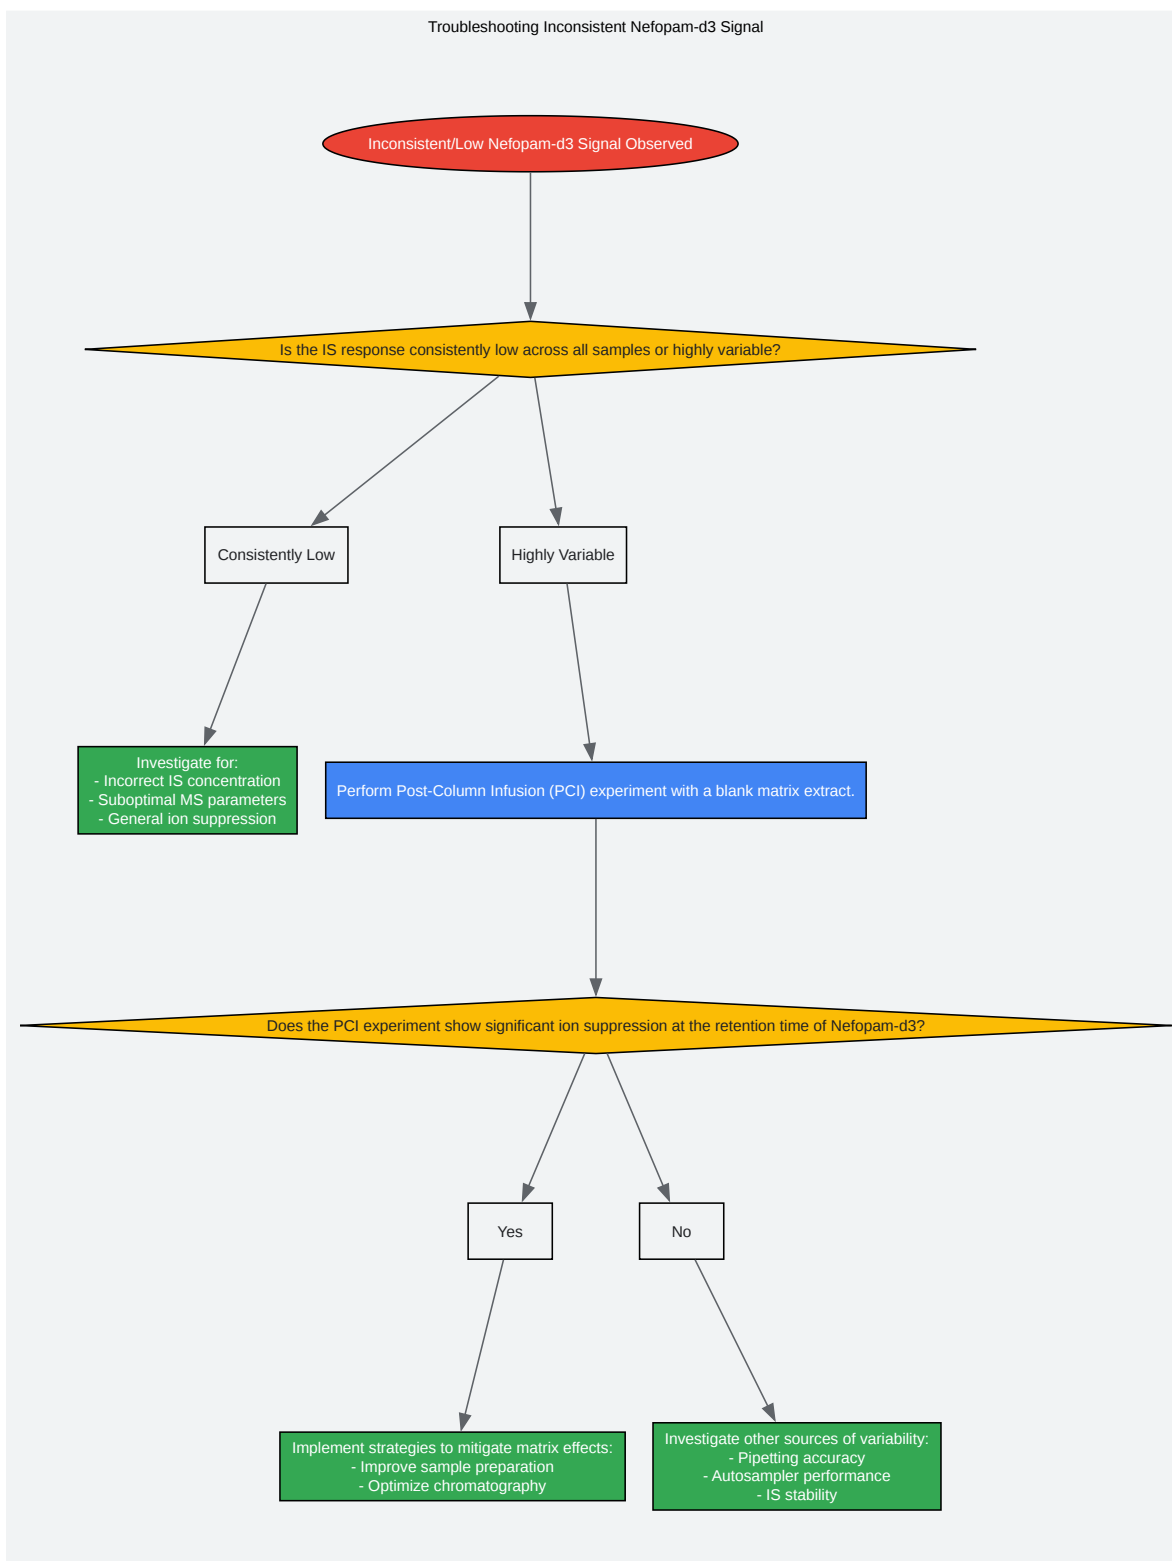 Troubleshooting Inconsistent Nefopam-d3 Signal
Inconsistent/Low Nefopam-d3 Signal Observed
Is the IS response consistently low across all samples or highly variable?
Consistently Low
Highly Variable
Investigate for:
- Incorrect IS concentration
- Suboptimal MS parameters
- General ion suppression
Perform Post-Column Infusion (PCI) experiment with a blank matrix extract.
Does the PCI experiment show significant ion suppression at the retention time of Nefopam-d3?
Yes
No
Implement strategies to mitigate matrix effects:
- Improve sample preparation
- Optimize chromatography
Investigate other sources of variability:
- Pipetting accuracy
- Autosampler performance
- IS stability